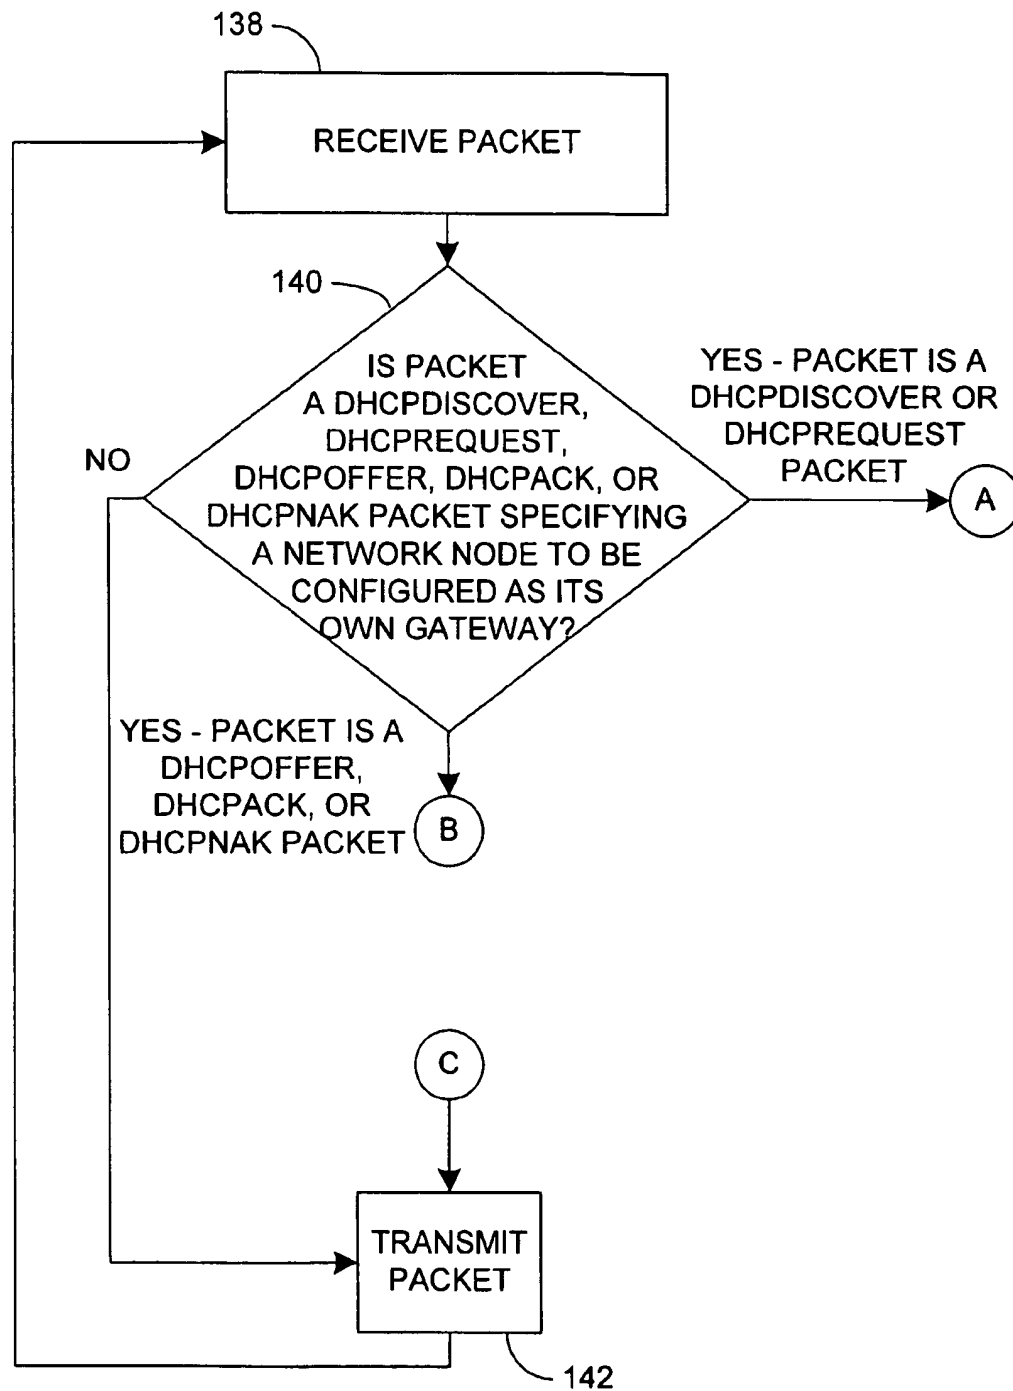 138
RECEIVE PACKET
140
IS PACKET
A DHCPDISCOVER,
DHCPREQUEST,
DHCPOFFER, DHCPACK, OR
DHCPNAK PACKET SPECIFYING
A NETWORK NODE TO BE
CONFIGURED AS ITS
OWN GATEWAY?
YES - PACKET IS A
DHCPDISCOVER OR
DHCPREQUEST
PACKET
A
NO
YES - PACKET IS A
DHCPOFFER,
DHCPACK, OR
DHCPNAK PACKET
B
C
TRANSMIT
PACKET
142